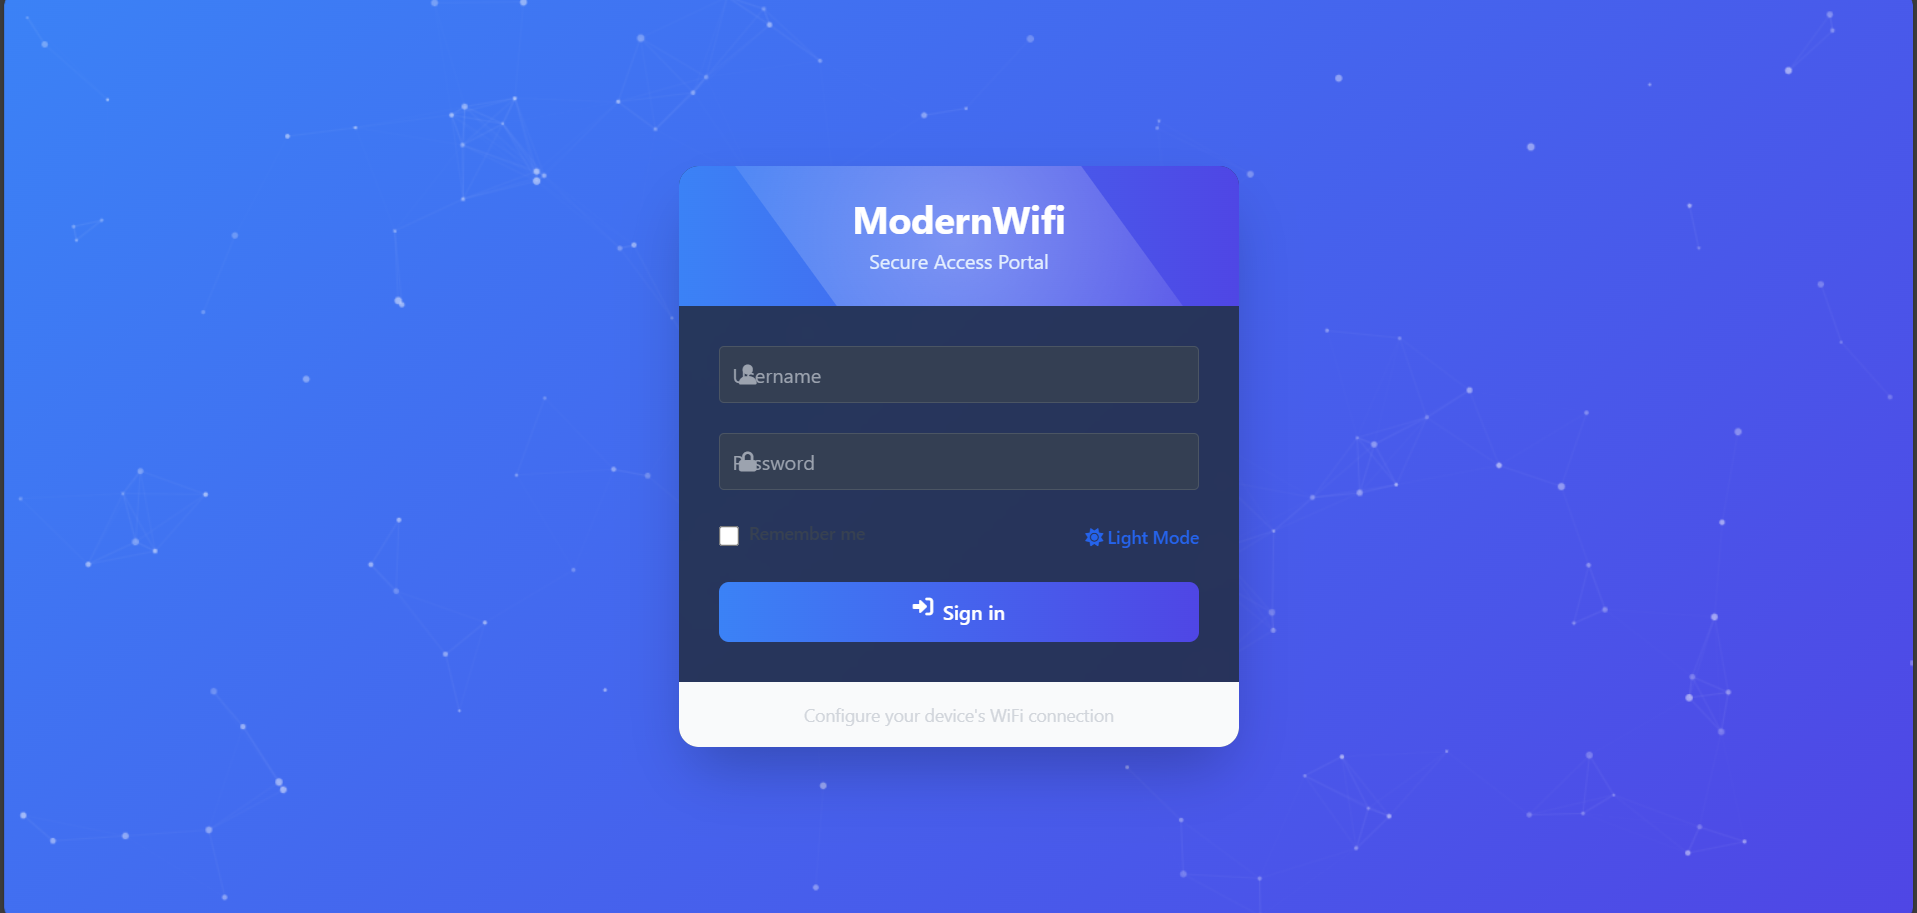 ModernWifi
Secure Access Portal
Username
Password
Remember me
Light Mode
Sign in
Configure your device's WiFi connection